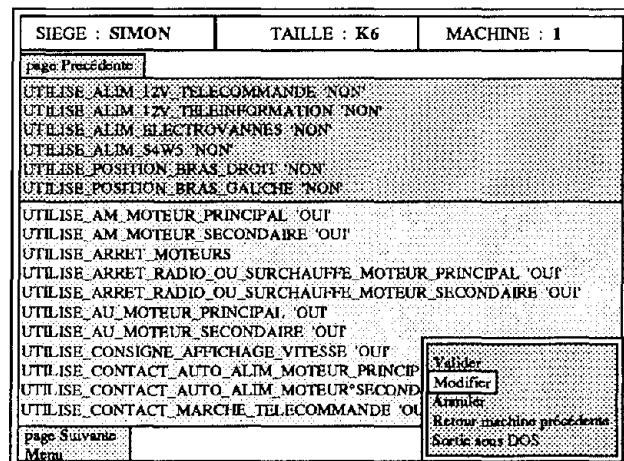 SIEGE : SIMON TAILLE : K6 MACHINE : 1
page Precédente
UTILISE_ALIM_12V_TELECOMMANDE 'NON'
UTILISE_ALIM_12V_TELEINFORMATION 'NON'
UTILISE_ALIM_ELECTROVANNES 'NON'
UTILISE_ALIM_S4W5 'NON'
UTILISE_POSITION_BRAS_DROIT 'NON'
UTILISE_POSITION_BRAS_GAUCHE 'NON'
UTILISE_AM_MOTEUR_PRINCIPAL 'OUI'
UTILISE_AM_MOTEUR_SECONDAIRE 'OUI'
UTILISE_ARRET_MOTEURS
UTILISE_ARRET_RADIO_OU_SURCHAUFFE_MOTEUR_PRINCIPAL 'OUI'
UTILISE_ARRET_RADIO_OU_SURCHAUFFE_MOTEUR_SECONDAIRE 'OUI'
UTILISE_AU_MOTEUR_PRINCIPAL 'OUI'
UTILISE_AU_MOTEUR_SECONDAIRE 'OUI'
UTILISE_CONSIGNE_AFFICHAGE_VITESSE 'OUI'
UTILISE_CONTACT_AUTO_ALIM_MOTEUR_PRINCIP
UTILISE_CONTACT_AUTO_ALIM_MOTEUR°SECOND
UTILISE_CONTACT_MARCHE_TELECOMMANDE 'OU
Valider
Modifier
Annuler
Retour machine précédente
Sortie sous DOS
page Suivante
Menu